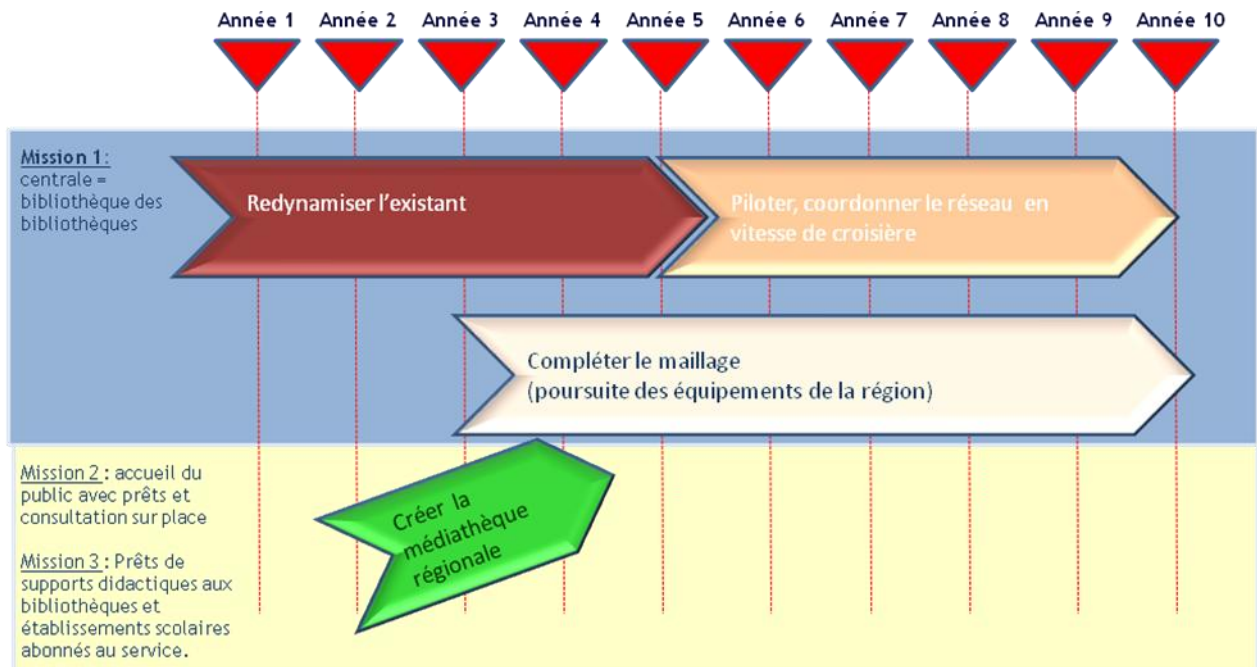 Année 1 Année 2 Année 3 Année 4 Année 5 Année 6 Année 7 Année 8 Année 9 Année 10
Mission 1 :
centrale =
bibliothèque des
bibliothèques
Redynamiser l'existant
Piloter, coordonner le réseau en
vitesse de croisière
Compléter le maillage
(poursuite des équipements de la région)
Mission 2 : accueil du
public avec prêts et
consultation sur place
Créer la
médiathèque
régionale
Mission 3 : Prêts de
supports didactiques aux
bibliothèques et
établissements scolaires
abonnés au service.